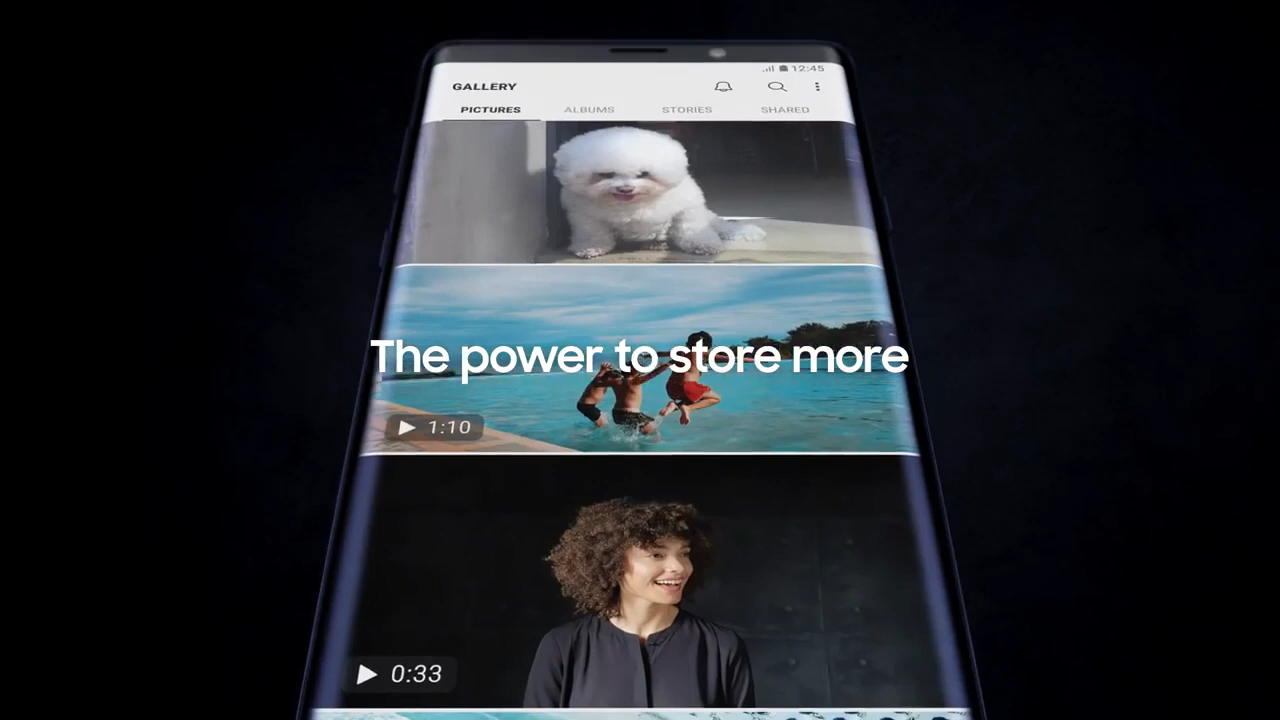 12:45
GALLERY
PICTURES ALBUMS STORIES SHARED
The power to store more
1:10
0:33